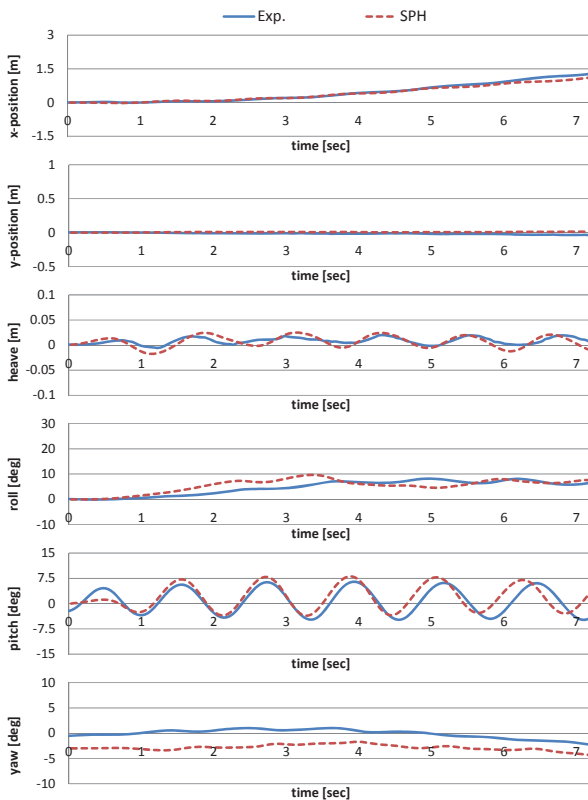 Exp. SPH
x-position [m]
3
1.5
0
-1.5
0 1 2 3 4 5 6 7
time [sec]
y-position [m]
1
0.5
0
-0.5
0 1 2 3 4 5 6 7
time [sec]
heave [m]
0.1
0.05
0
-0.05
-0.1
0 1 2 3 4 5 6 7
time [sec]
roll [deg]
30
20
10
0
-10
0 1 2 3 4 5 6 7
time [sec]
pitch [deg]
15
7.5
0
-7.5
-15
0 1 2 3 4 5 6 7
time [sec]
yaw [deg]
10
5
0
-5
-10
0 1 2 3 4 5 6 7
time [sec]